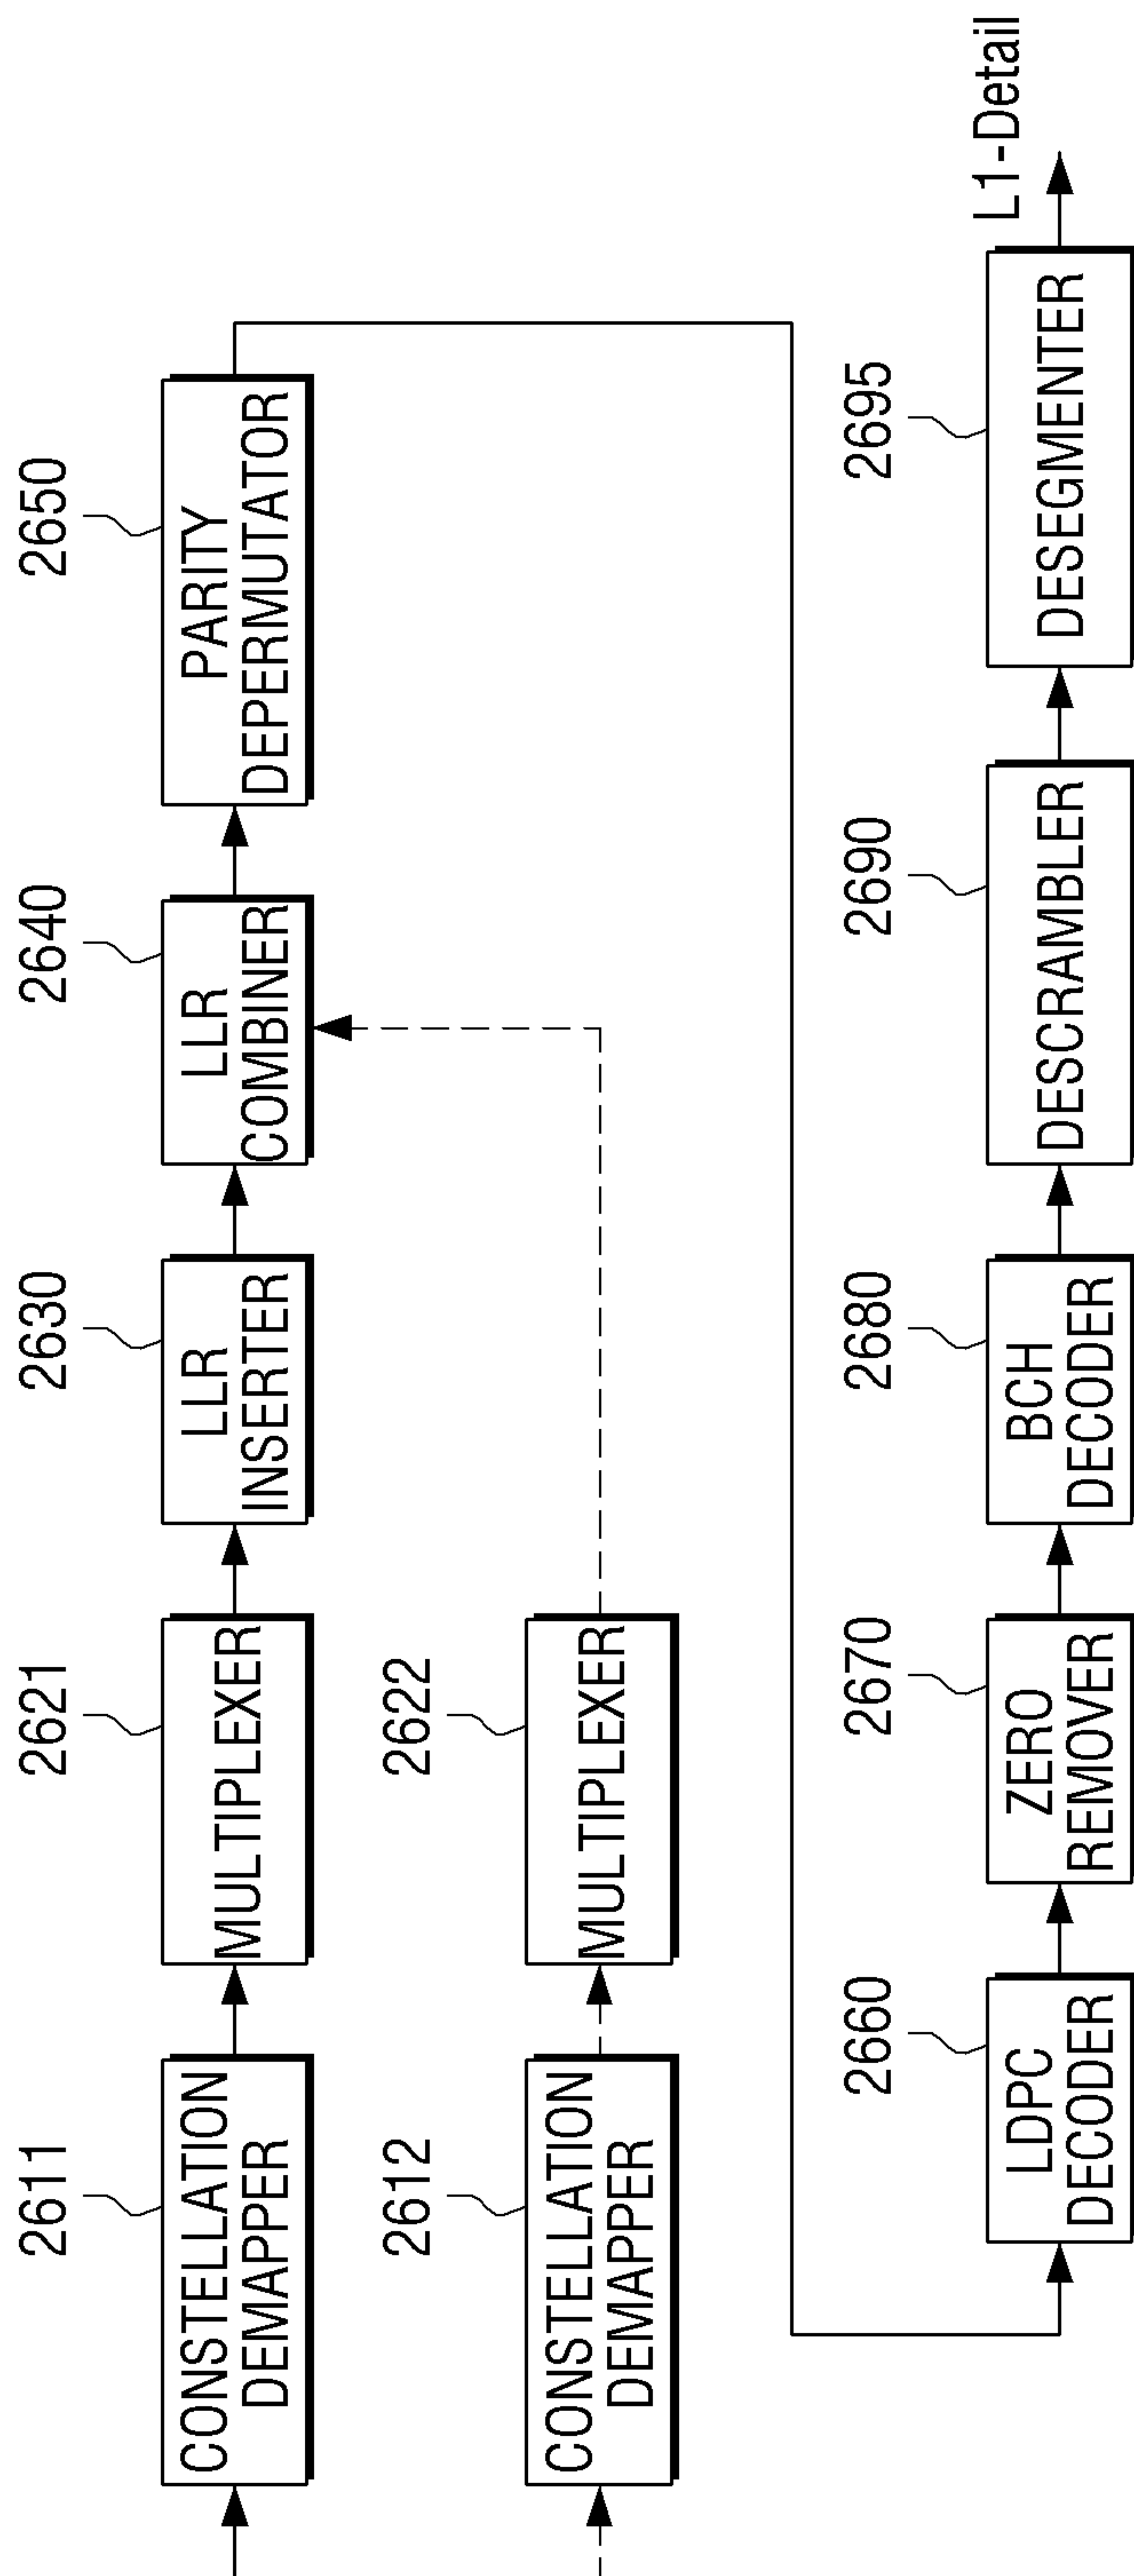 2611
CONSTELLATION
DEMAPPER
2621
MULTIPLEXER
2630
LLR
INSERTER
2640
LLR
COMBINER
2650
PARITY
DEPERMUTATOR
2612
CONSTELLATION
DEMAPPER
2622
MULTIPLEXER
2660
LDPC
DECODER
2670
ZERO
REMOVER
2680
BCH
DECODER
2690
DESCRAMBLER
2695
DESEGMENTER
L1-Detail